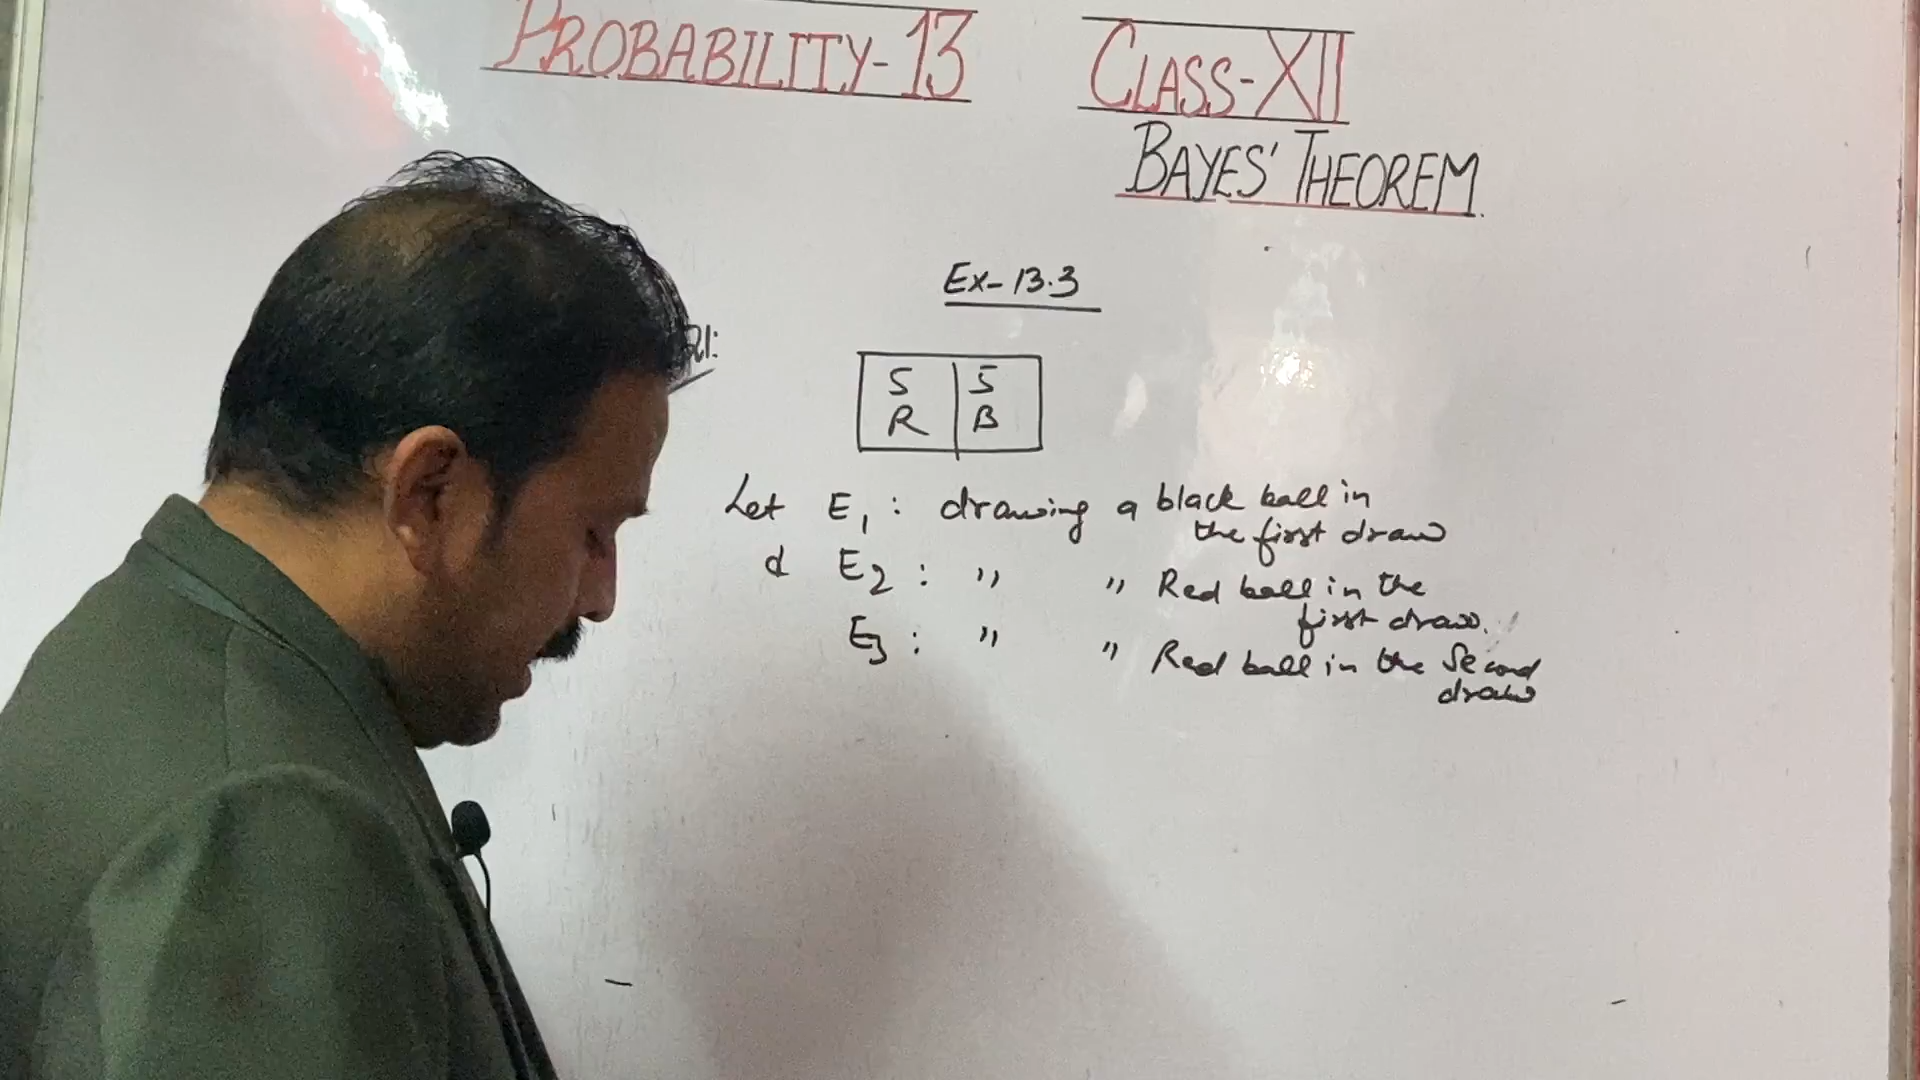 PROBABILITY-13 CLASS-XII
BAYES' THEOREM.
Ex-13.3
Q1:
5 5
R B
Let E₁ : drawing a black ball in
the first draw
& E₂ : " " Red ball in the
first draw.
E₃ : " " Red ball in the Second
draw